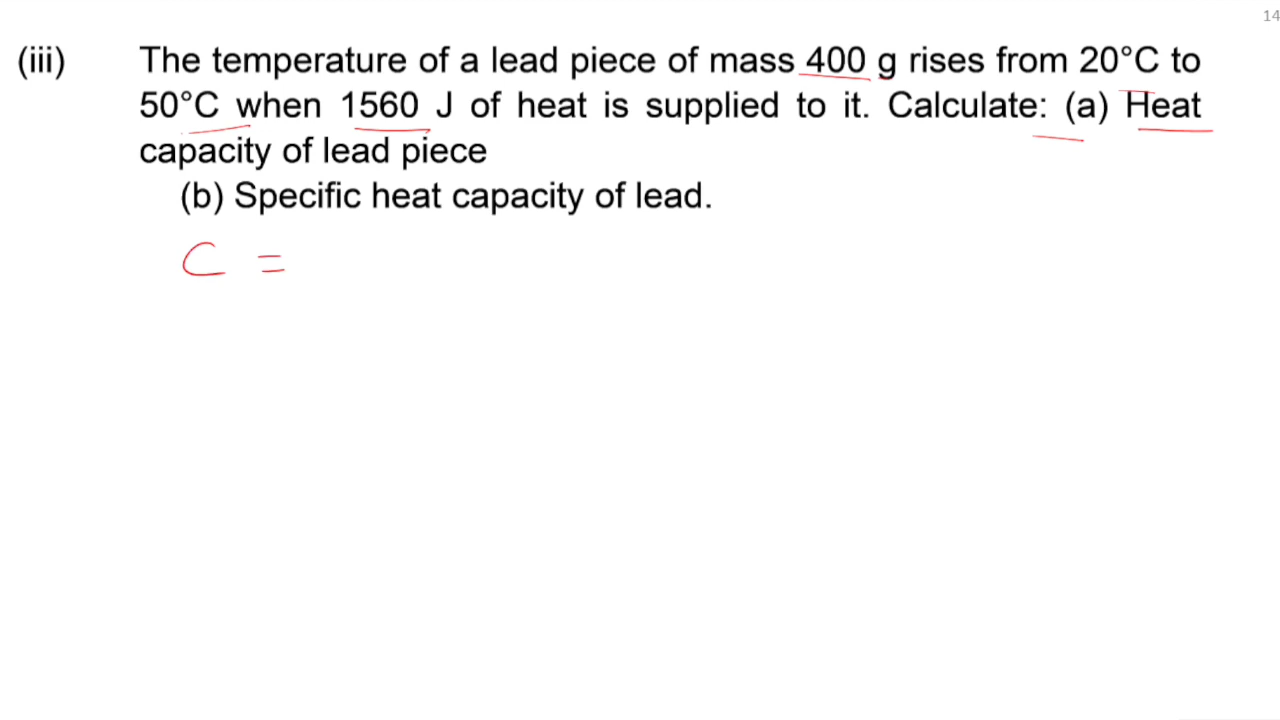 14
(iii) The temperature of a lead piece of mass 400 g rises from 20°C to
50°C when 1560 J of heat is supplied to it. Calculate: (a) Heat
capacity of lead piece
(b) Specific heat capacity of lead.
C =